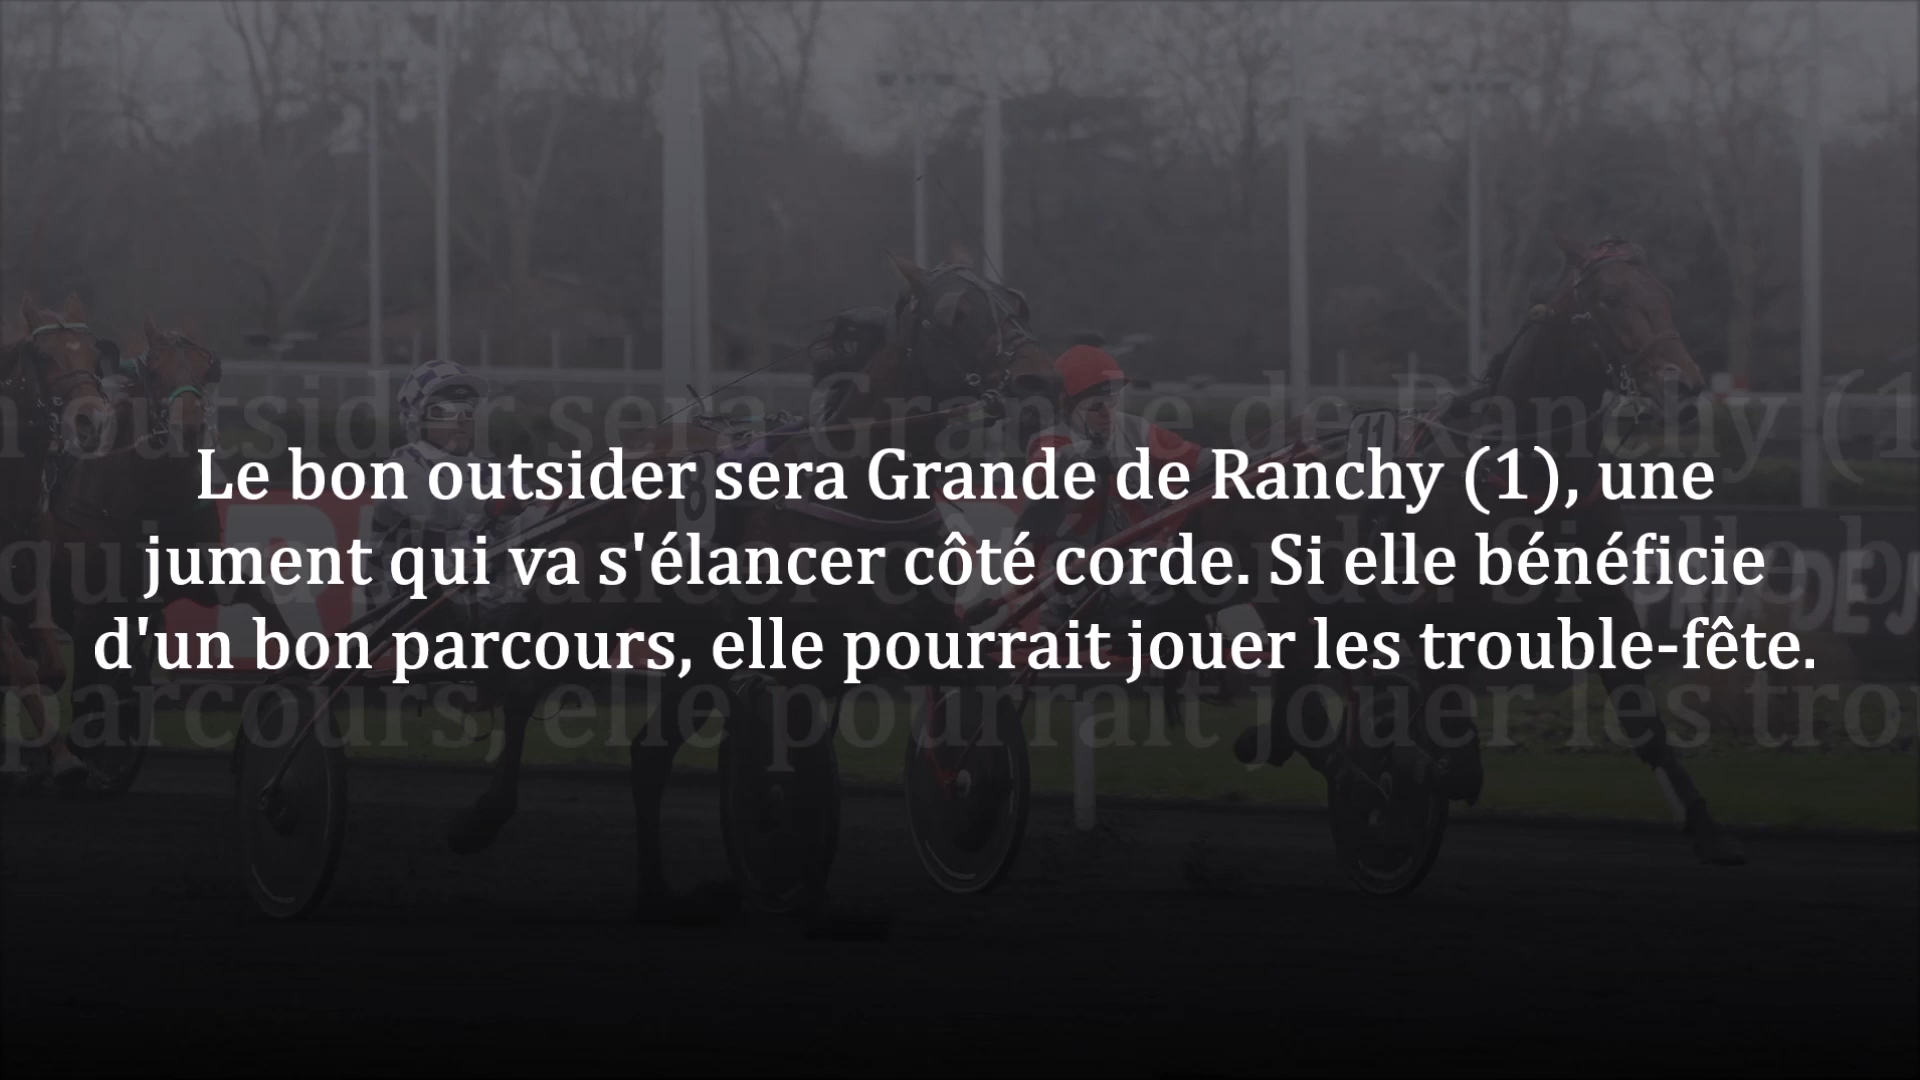 Le bon outsider sera Grande de Ranchy (1), une
jument qui va s'élancer côté corde. Si elle bénéficie
d'un bon parcours, elle pourrait jouer les trouble-fête.